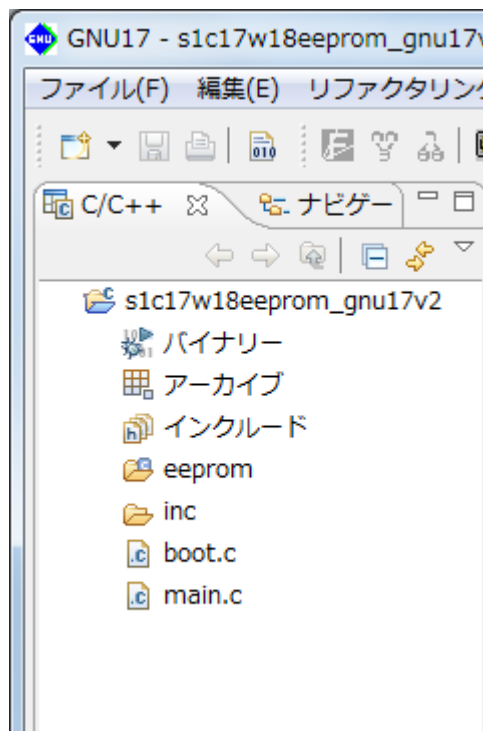 GNU17 - s1c17w18eeprom_gnu17v
ファイル(F) 編集(E) リファクタリング
C/C++ ナビゲー
s1c17w18eeprom_gnu17v2
バイナリー
アーカイブ
インクルード
eeprom
inc
boot.c
main.c